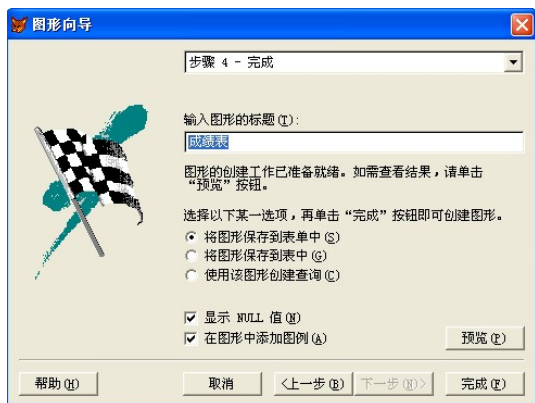 图形向导
步骤 4 - 完成
输入图形的标题(T):
成绩表
图形的创建工作已准备就绪。如需查看结果，请单击
“预览”按钮。
选择以下某一选项，再单击“完成”按钮即可创建图形。
将图形保存到表单中(S)
将图形保存到表中(G)
使用该图形创建查询(C)
显示 NULL 值(N)
在图形中添加图例(A)
预览(P)
帮助(H)
取消
<上一步(B)
下一步(N)>
完成(F)